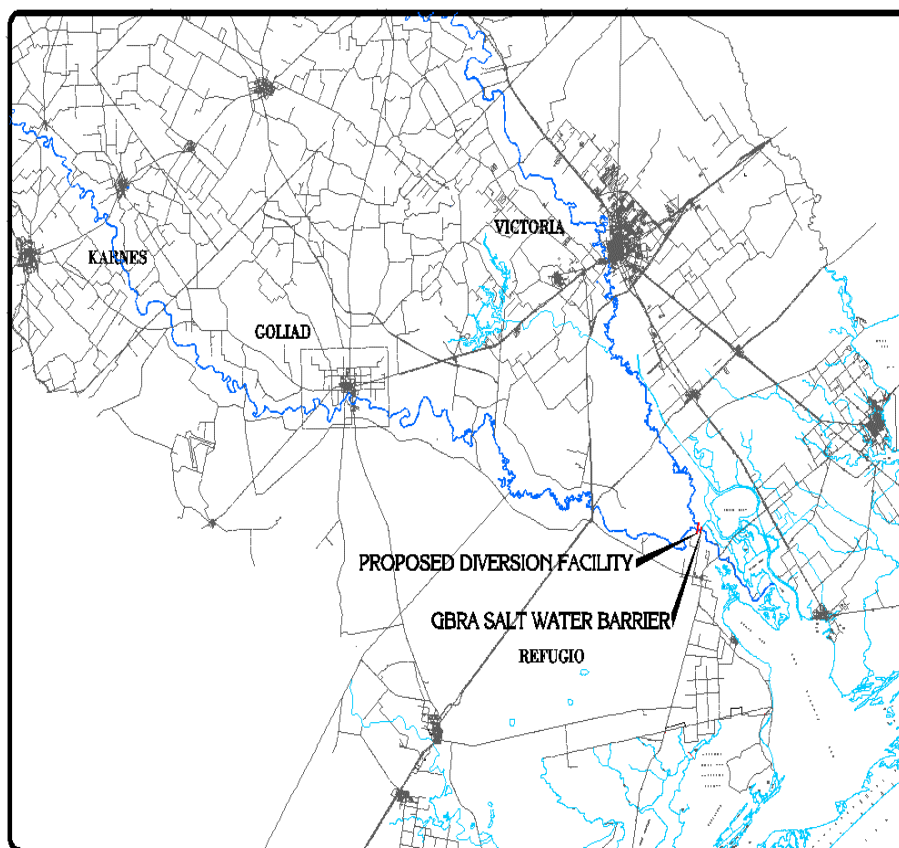 VICTORIA
KARNES
GOLIAD
PROPOSED DIVERSION FACILITY
GBRA SALT WATER BARRIER
REFUGIO